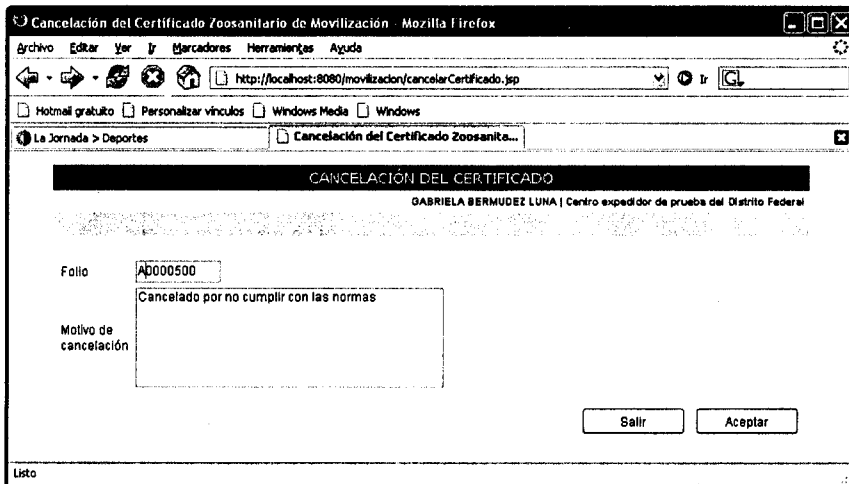 Cancelación del Certificado Zoosanitario de Movilización - Mozilla Firefox
Archivo Editar Ver Ir Marcadores Herramientas Ayuda
http://localhost:8080/movilizacion/cancelarCertificado.jsp Ir G
Hotmail gratuito Personalizar vínculos Windows Media Windows
La Jornada > Deportes Cancelación del Certificado Zoosanita...
CANCELACIÓN DEL CERTIFICADO
GABRIELA BERMUDEZ LUNA | Centro expedidor de prueba del Distrito Federal
Folio A0000500
Cancelado por no cumplir con las normas
Motivo de
cancelación
Salir Aceptar
Listo